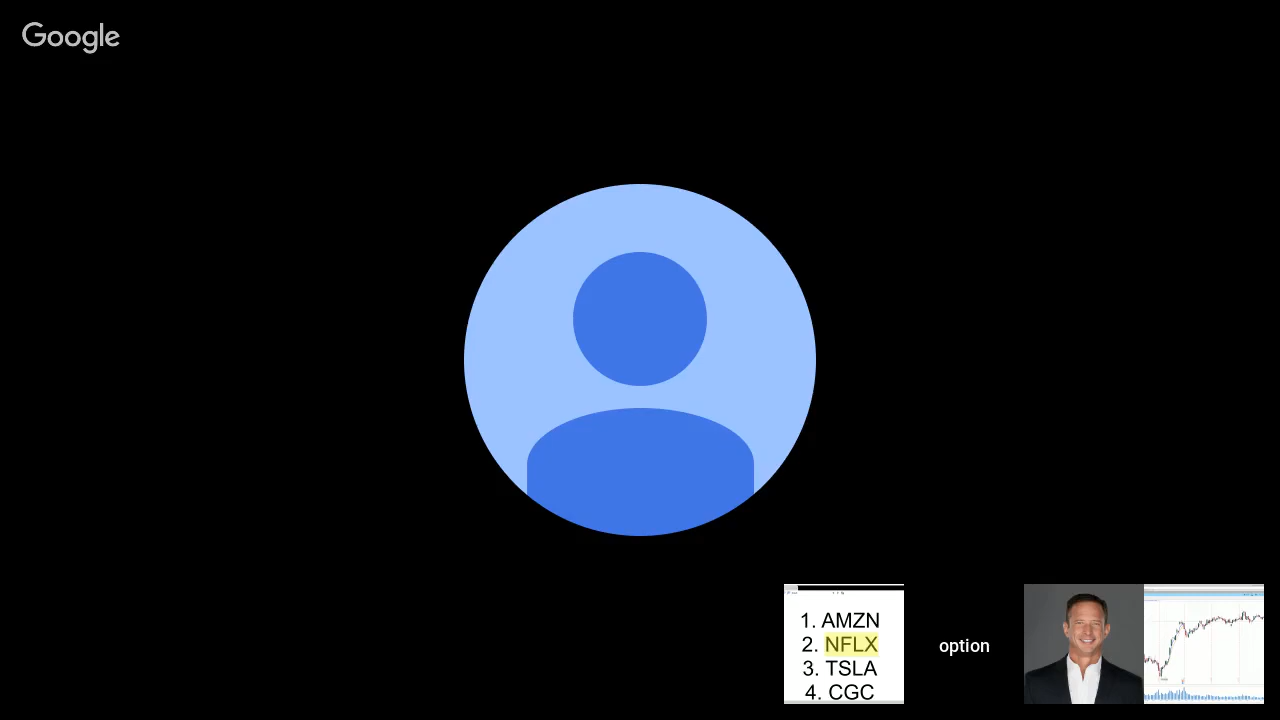 Google
1. AMZN
2. NFLX
3. TSLA
4. CGC
option